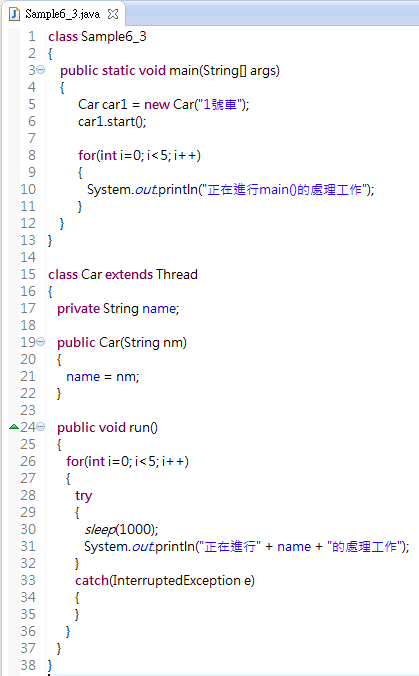 Sample6_3.java
1 class Sample6_3
2 {
3 public static void main(String[] args)
4 {
5 Car car1 = new Car("1號車");
6 car1.start();
7
8 for(int i=0; i<5; i++)
9 {
10 System.out.println("正在進行main()的處理工作");
11 }
12 }
13 }
14
15 class Car extends Thread
16 {
17 private String name;
18
19 public Car(String nm)
20 {
21 name = nm;
22 }
23
24 public void run()
25 {
26 for(int i=0; i<5; i++)
27 {
28 try
29 {
30 sleep(1000);
31 System.out.println("正在進行" + name + "的處理工作");
32 }
33 catch(InterruptedException e)
34 {
35 }
36 }
37 }
38 }